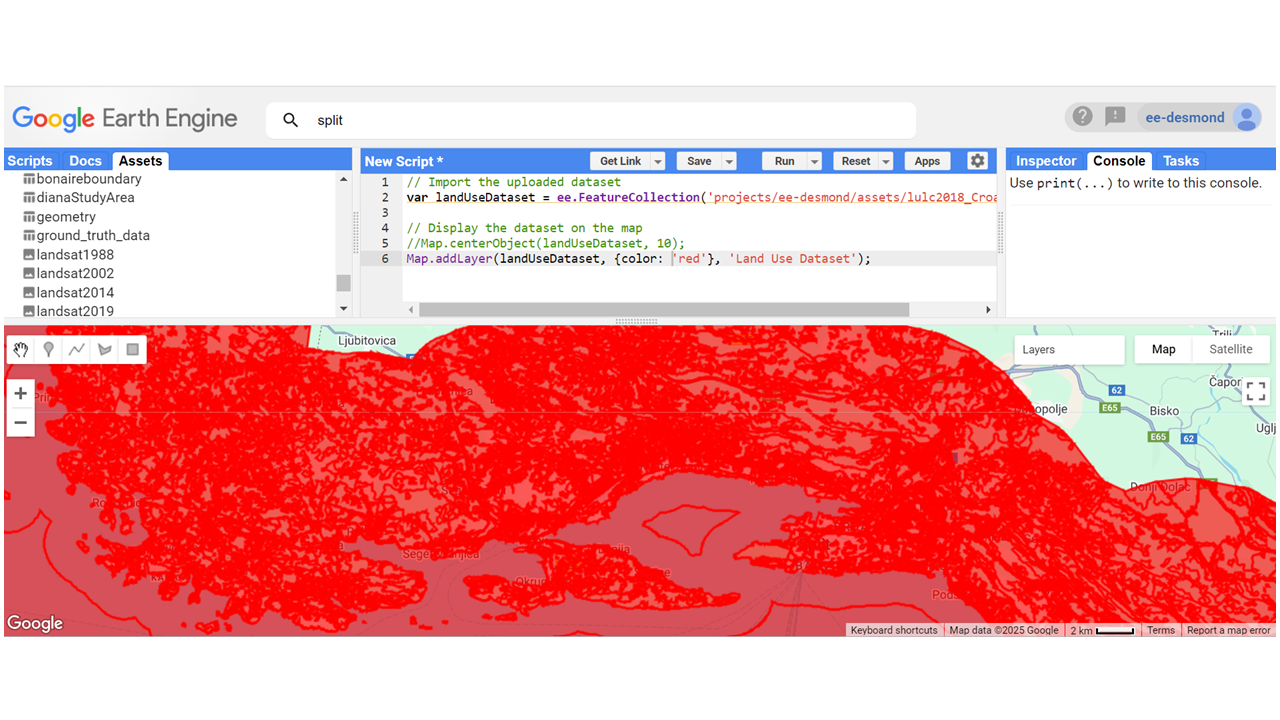 Google Earth Engine
split
ee-desmond
Scripts Docs Assets
bonaireboundary
dianaStudyArea
geometry
ground_truth_data
landsat1988
landsat2002
landsat2014
landsat2019
New Script *
Get Link Save Run Reset Apps
1 // Import the uploaded dataset
2 var landUseDataset = ee.FeatureCollection('projects/ee-desmond/assets/lulc2018_Croa
3
4 // Display the dataset on the map
5 //Map.centerObject(landUseDataset, 10);
6 Map.addLayer(landUseDataset, {color: 'red'}, 'Land Use Dataset');
Inspector Console Tasks
Use print(...) to write to this console.
Ljubitovica
Layers
Map Satellite
Trilj
Čapor
62
E65
opolje
Bisko
Uglj
E65 62
Donji Dolac
Google
Keyboard shortcuts Map data ©2025 Google 2 km Terms Report a map error